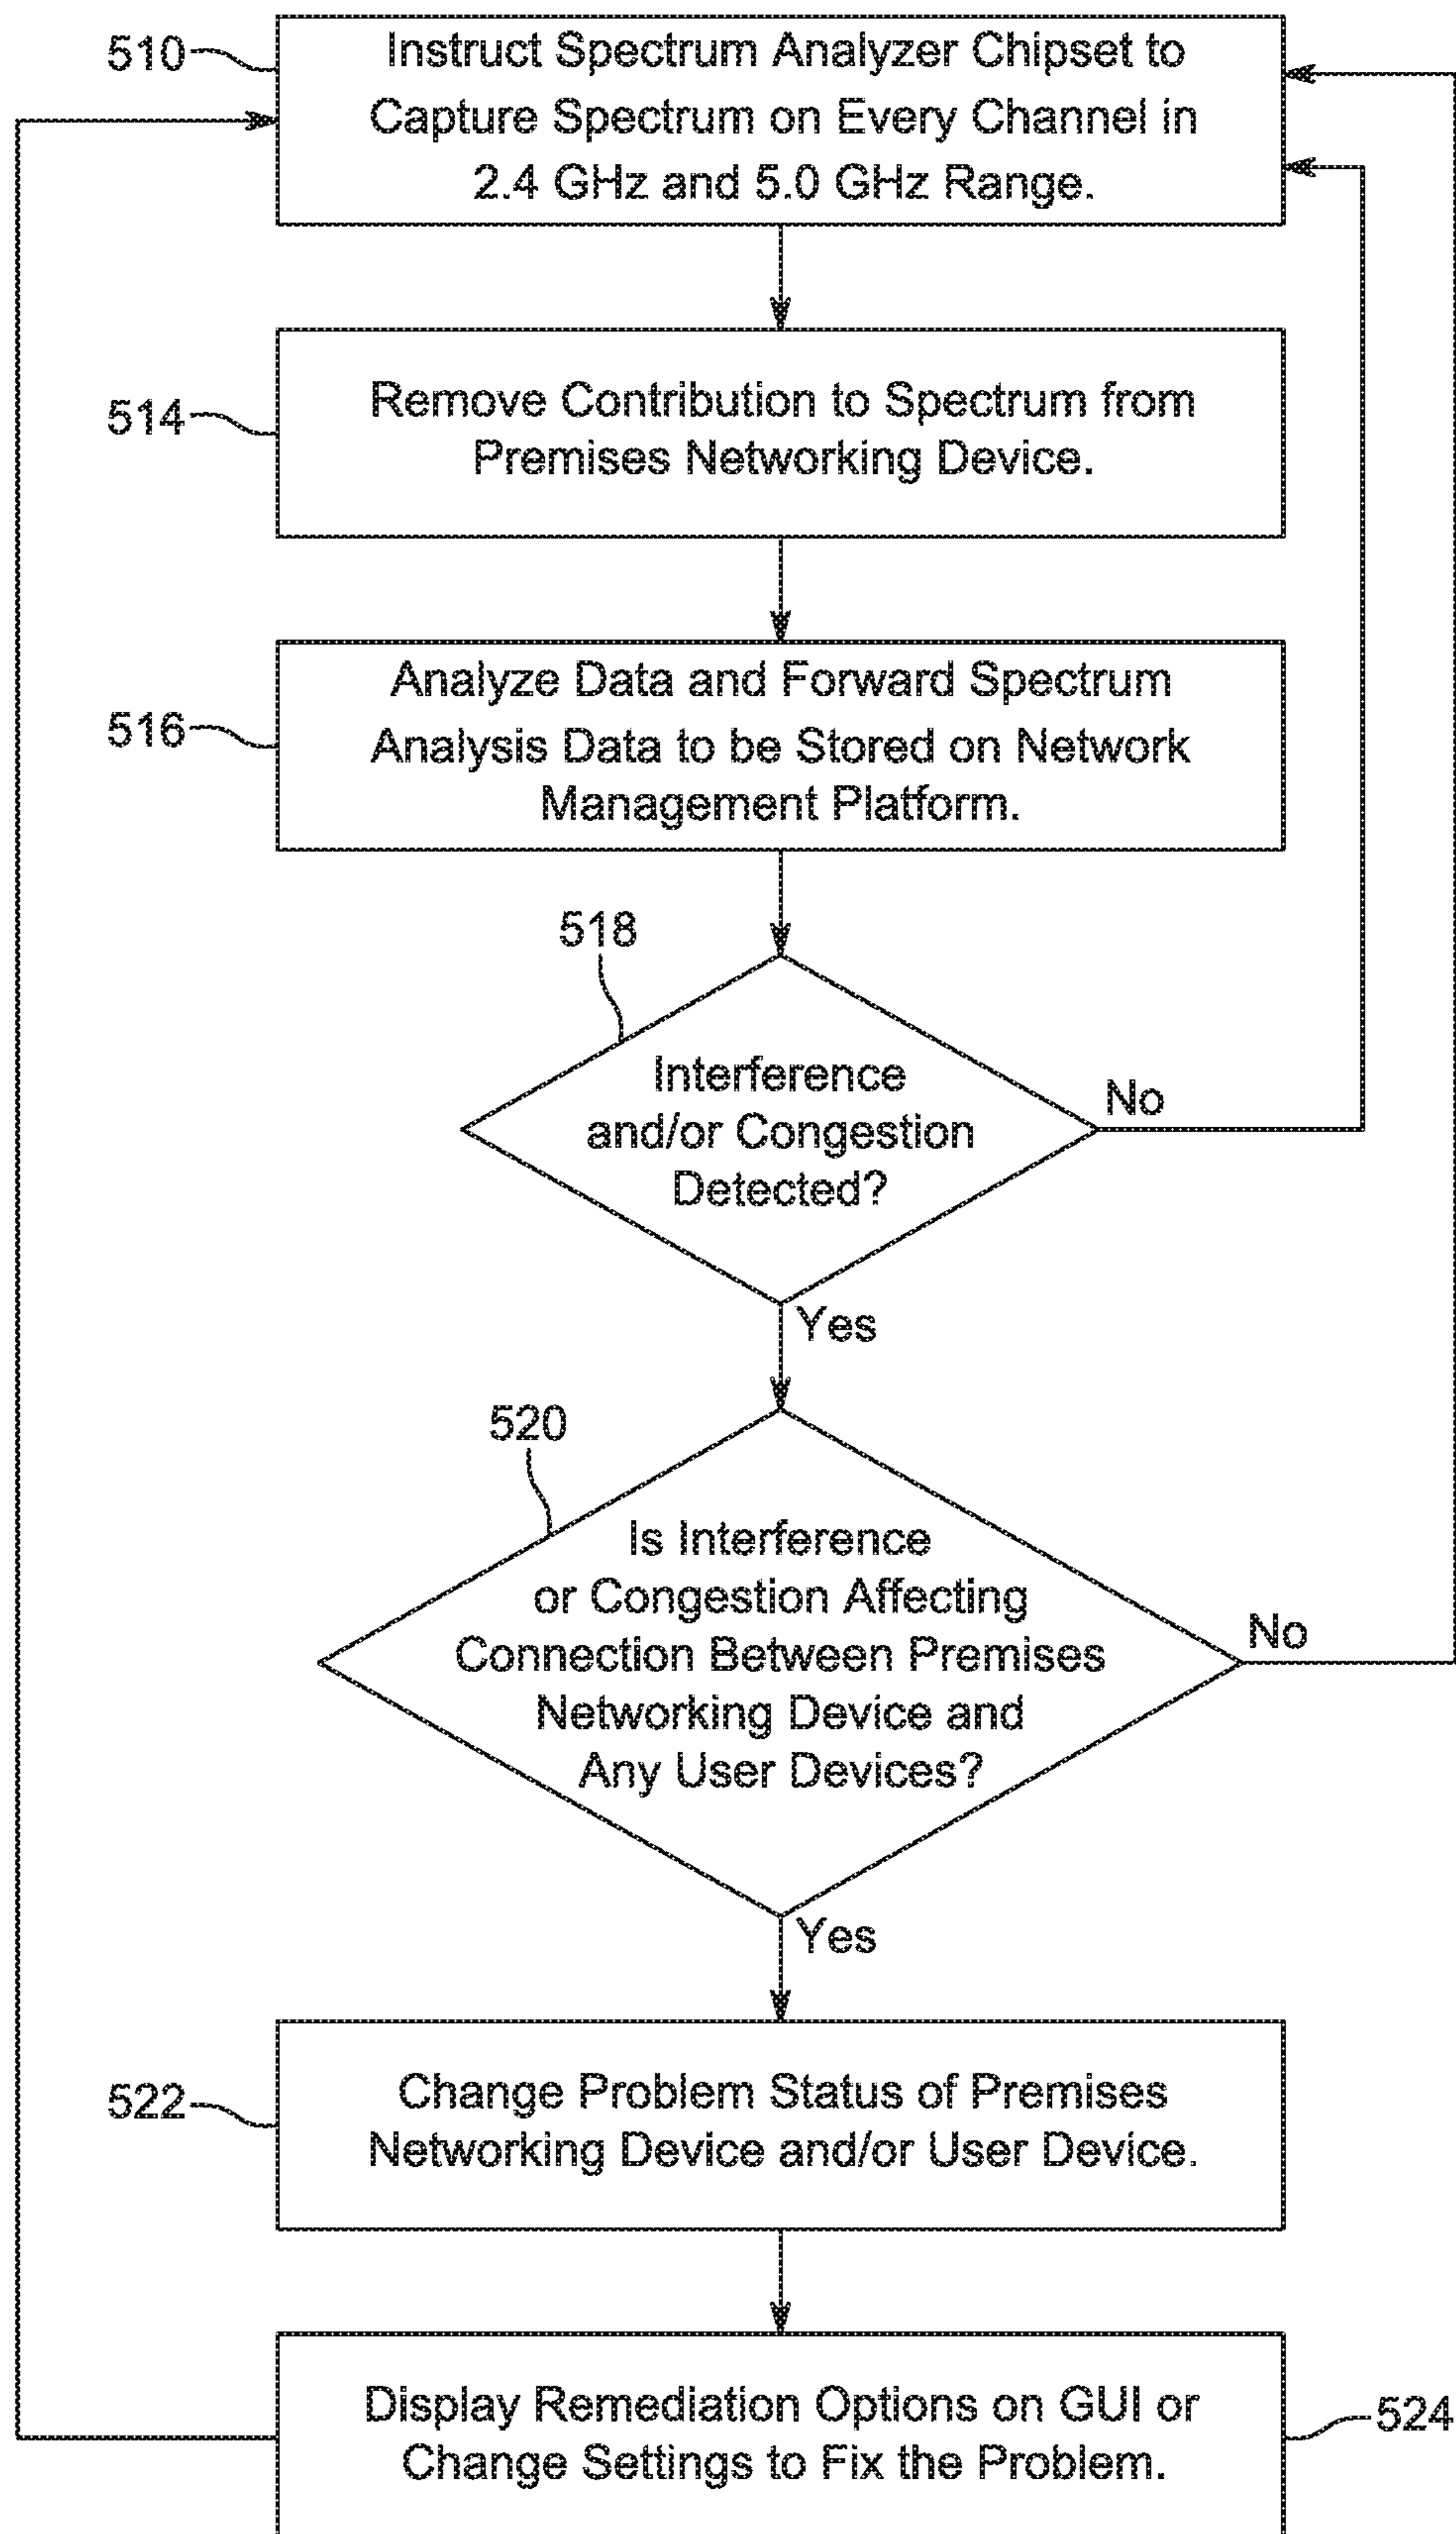 510
Instruct Spectrum Analyzer Chipset to
Capture Spectrum on Every Channel in
2.4 GHz and 5.0 GHz Range.
514
Remove Contribution to Spectrum from
Premises Networking Device.
516
Analyze Data and Forward Spectrum
Analysis Data to be Stored on Network
Management Platform.
518
Interference
and/or Congestion
Detected?
No
Yes
520
Is Interference
or Congestion Affecting
Connection Between Premises
Networking Device and
Any User Devices?
No
Yes
522
Change Problem Status of Premises
Networking Device and/or User Device.
Display Remediation Options on GUI or
Change Settings to Fix the Problem.
524